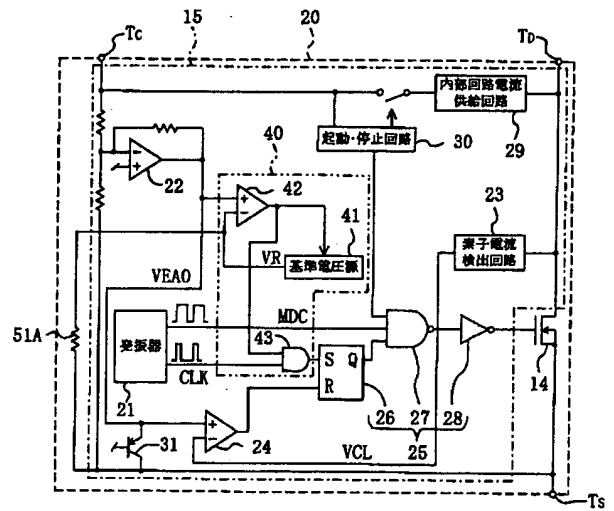 TC
15
20
TD
内部回路電流
供給回路
29
起動・停止回路
30
40
22
42
41
23
素子電流
検出回路
VR
基準電圧源
VEAO
51A
MDC
43
発振器
CLK
S Q
R
14
21
26
27
28
25
31
24
VCL
TS